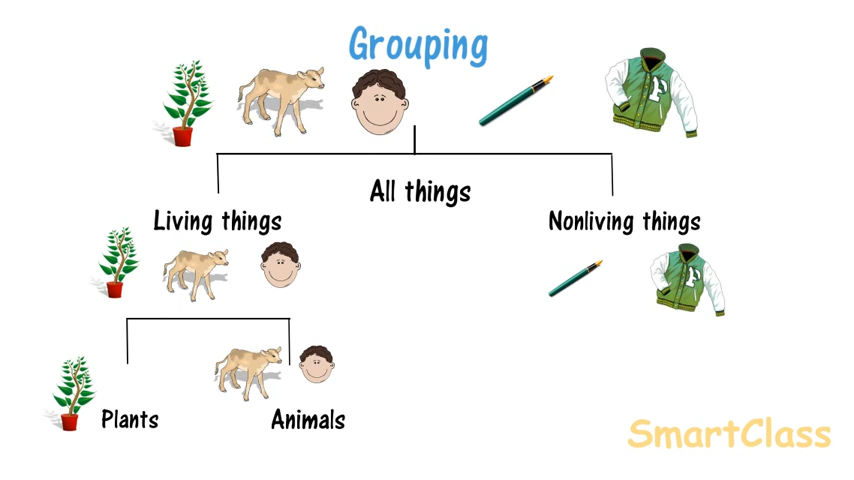 Grouping
All things
Living things
Nonliving things
Plants
Animals
SmartClass